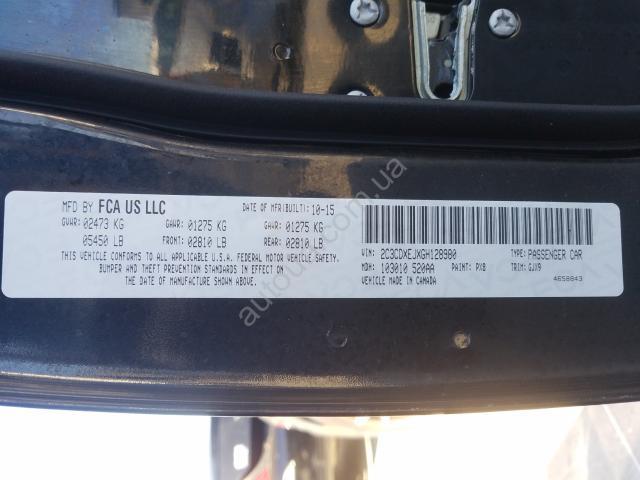 MFD BY FCA US LLC DATE OF MFR(BUILT): 10-15
GVWR: 02473 KG GAWR: 01275 KG GAWR: 01275 KG
05450 LB FRONT: 02810 LB REAR: 02810 LB
THIS VEHICLE CONFORMS TO ALL APPLICABLE U.S.A. FEDERAL MOTOR VEHICLE SAFETY,
BUMPER AND THEFT PREVENTION STANDARDS IN EFFECT ON
THE DATE OF MANUFACTURE SHOWN ABOVE.
VIN: 2C3CDXEJXGH128980 TYPE: PASSENGER CAR
MDH: 103010 520AA PAINT: PX8 TRIM: GJX9
VEHICLE MADE IN CANADA 4658843
autoua.com.ua